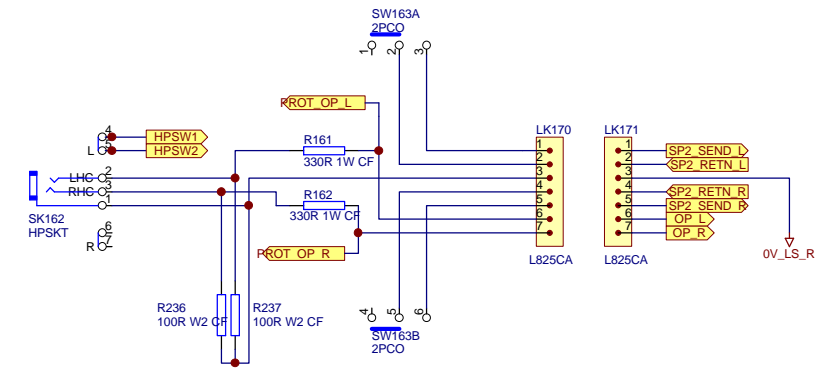 SW163A
2PCO
1
2
3
PROT_OP_L
HPSW1
HPSW2
4
5
L
R161
330R 1W CF
LHC
2
RHC
3
1
R162
330R 1W CF
SK162
HPSKT
6
7
R
PROT_OP_R
R236
100R W2 CF
R237
100R W2 CF
4
5
6
SW163B
2PCO
LK170
1
2
3
4
5
6
7
L825CA
LK171
1
2
3
4
5
6
7
L825CA
SP2_SEND_L
SP2_RETN_L
SP2_RETN_R
SP2_SEND_R
OP_L
OP_R
0V_LS_R